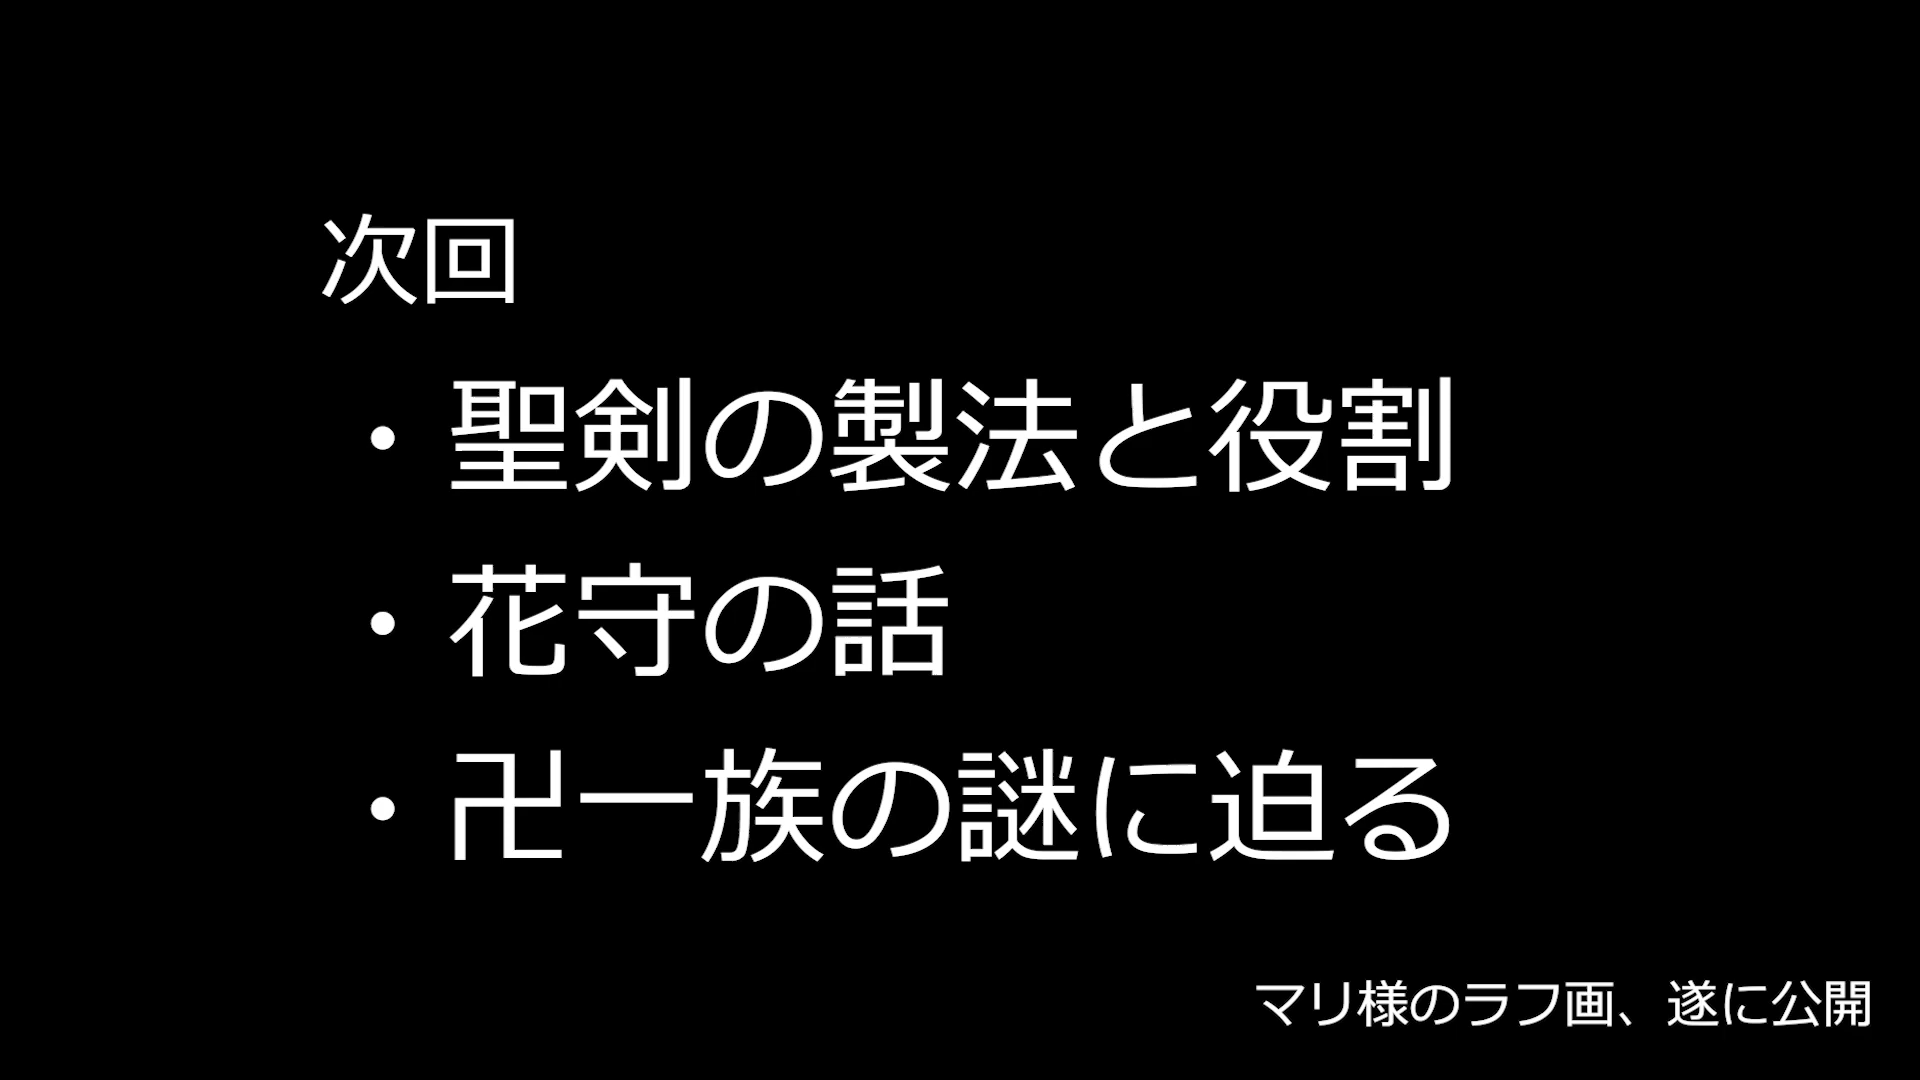 次回
・聖剣の製法と役割
・花守の話
・卍一族の謎に迫る
マリ様のラフ画、遂に公開